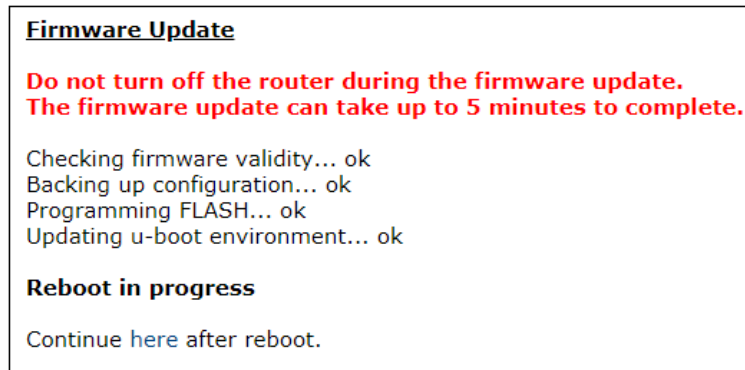 Firmware Update
Do not turn off the router during the firmware update.
The firmware update can take up to 5 minutes to complete.
Checking firmware validity... ok
Backing up configuration... ok
Programming FLASH... ok
Updating u-boot environment... ok
Reboot in progress
Continue here after reboot.